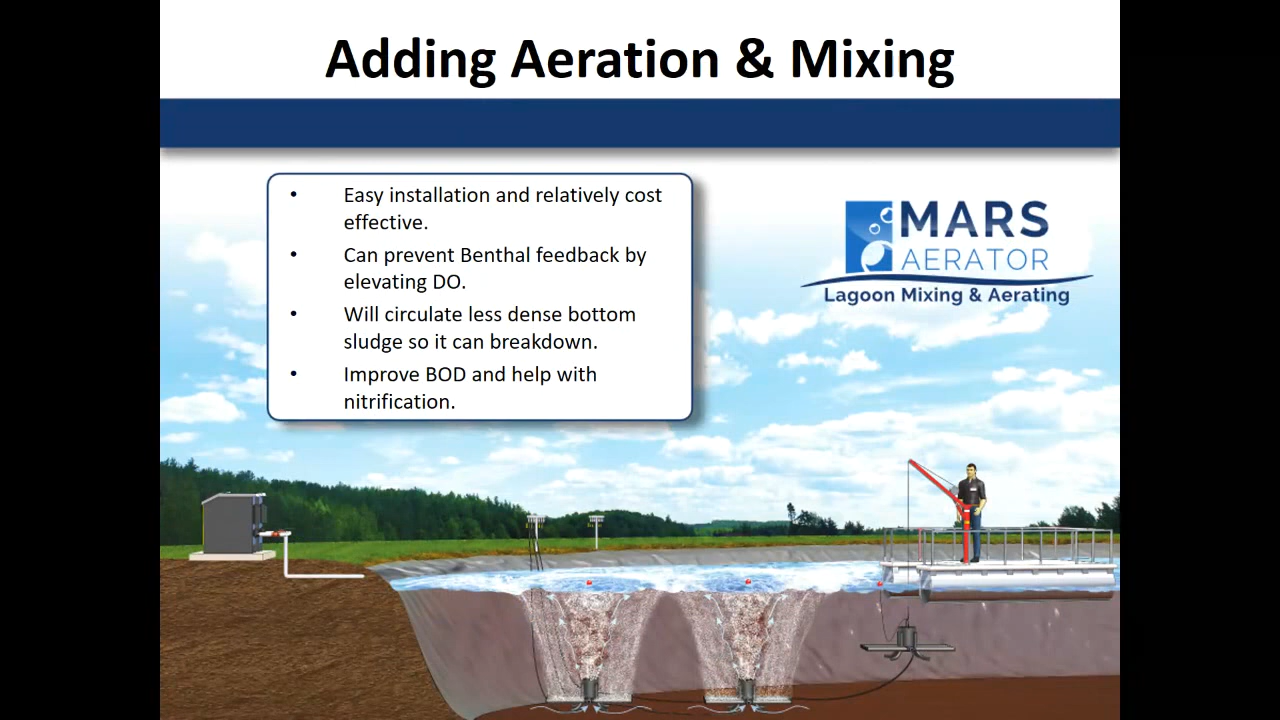 Adding Aeration & Mixing
• Easy installation and relatively cost
effective.
• Can prevent Benthal feedback by
elevating DO.
• Will circulate less dense bottom
sludge so it can breakdown.
• Improve BOD and help with
nitrification.
MARS
AERATOR
Lagoon Mixing & Aerating